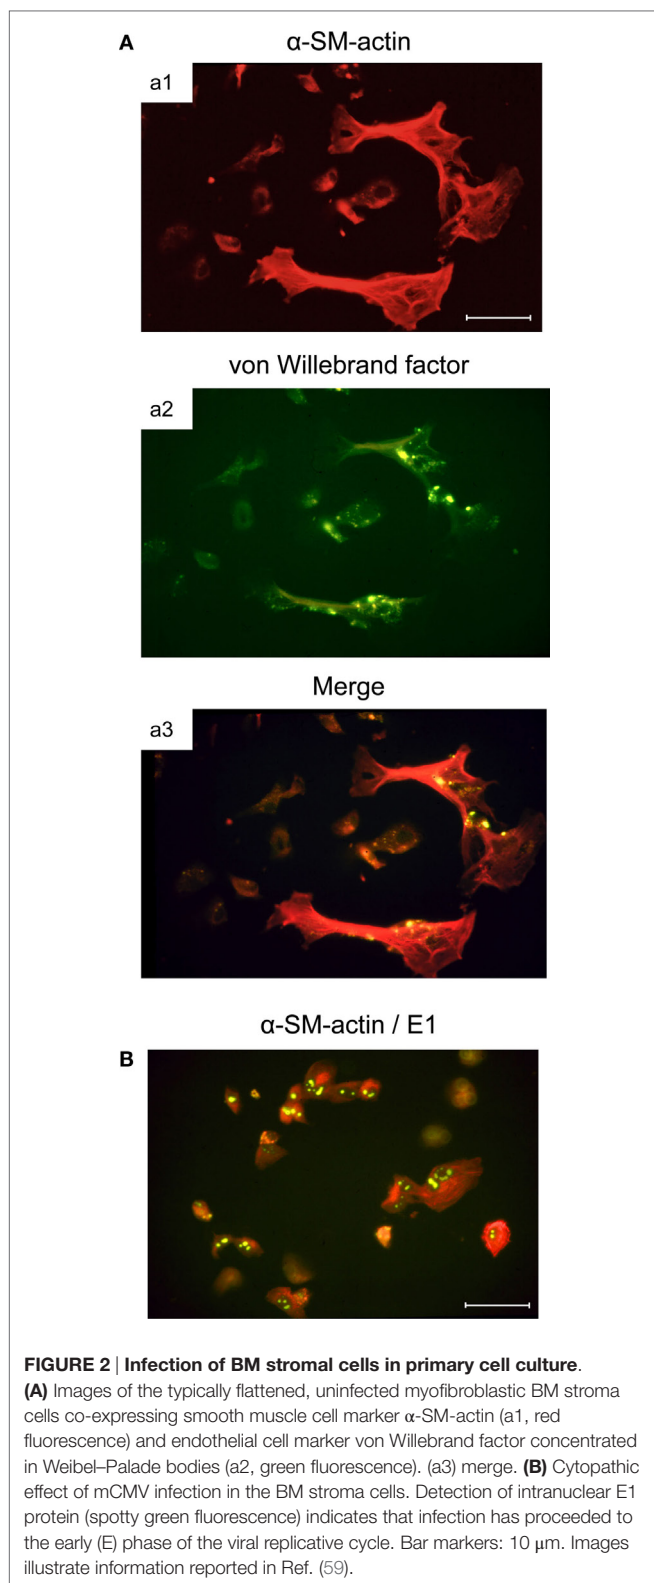 A
α-SM-actin
a1
von Willebrand factor
a2
Merge
a3
α-SM-actin / E1
B
FIGURE 2 | Infection of BM stromal cells in primary cell culture.
(A) Images of the typically flattened, uninfected myofibroblastic BM stroma
cells co-expressing smooth muscle cell marker α-SM-actin (a1, red
fluorescence) and endothelial cell marker von Willebrand factor concentrated
in Weibel–Palade bodies (a2, green fluorescence). (a3) merge. (B) Cytopathic
effect of mCMV infection in the BM stroma cells. Detection of intranuclear E1
protein (spotty green fluorescence) indicates that infection has proceeded to
the early (E) phase of the viral replicative cycle. Bar markers: 10 μm. Images
illustrate information reported in Ref. (59).